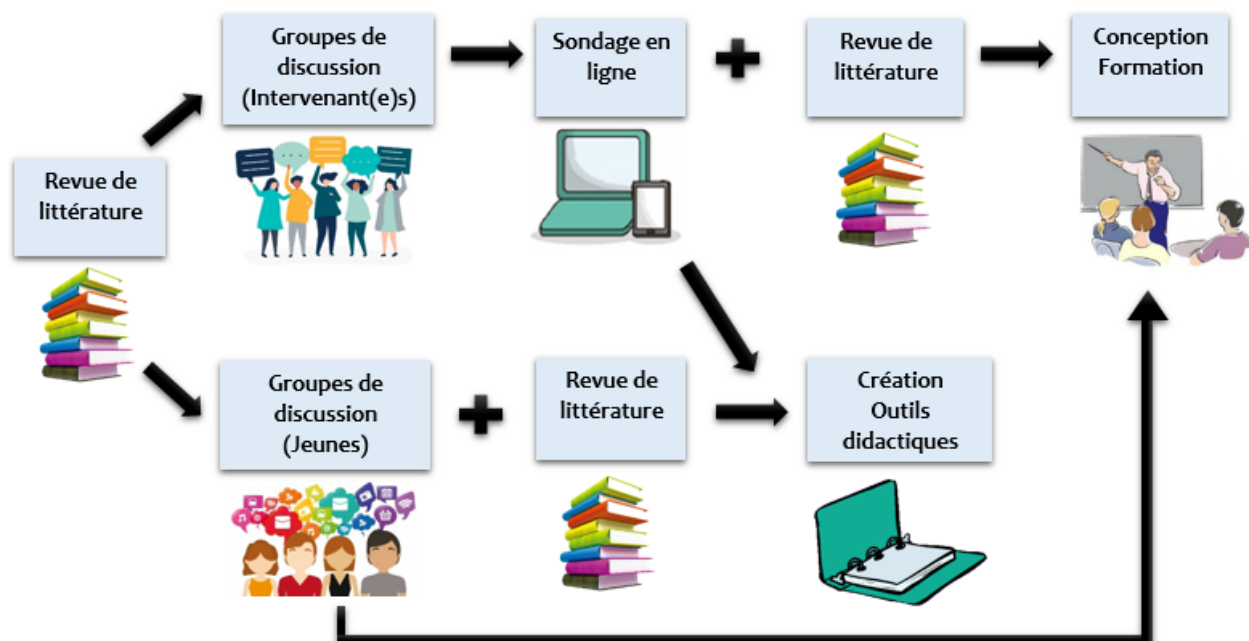 Groupes de
discussion
(Intervenant(e)s)
Sondage en
ligne
Revue de
littérature
Conception
Formation
Revue de
littérature
Groupes de
discussion
(Jeunes)
Revue de
littérature
Création
Outils
didactiques